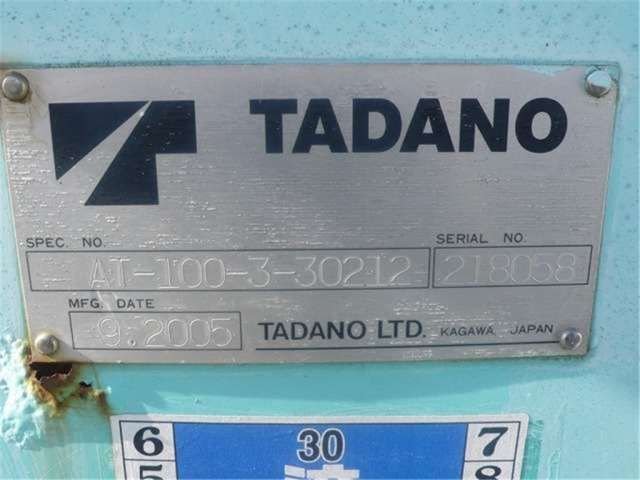 TADANO
SPEC. NO. SERIAL NO.
AT-100-3-30212 218058
MFG. DATE
9.2005 TADANO LTD. KAGAWA, JAPAN
6 30 7
5 8